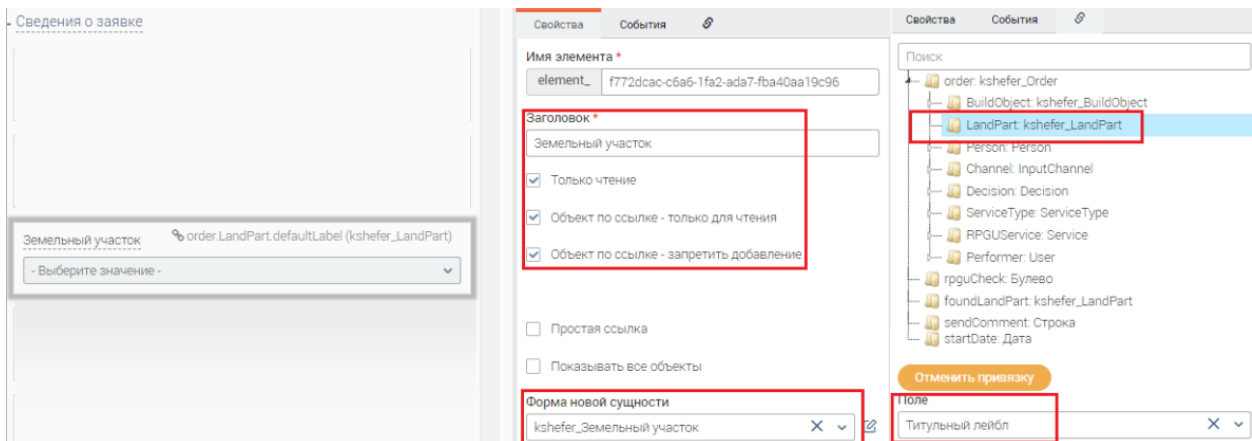 Сведения о заявке
Земельный участок
order.LandPart.defaultLabel (kshefer_LandPart)
- Выберите значение -
Свойства
События
Имя элемента *
element_
f772dcac-c6a6-1fa2-ada7-fba40aa19c96
Заголовок *
Земельный участок
Только чтение
Объект по ссылке - только для чтения
Объект по ссылке - запретить добавление
Простая ссылка
Показывать все объекты
Форма новой сущности
kshefer_Земельный участок
Свойства
События
Поиск
order: kshefer_Order
BuildObject: kshefer_BuildObject
LandPart: kshefer_LandPart
Person: Person
Channel: InputChannel
Decision: Decision
ServiceType: ServiceType
RPGUService: Service
Performer: User
rpguCheck: Булево
foundLandPart: kshefer_LandPart
sendComment: Строка
startDate: Дата
Отменить привязку
Поле
Титульный лейбл